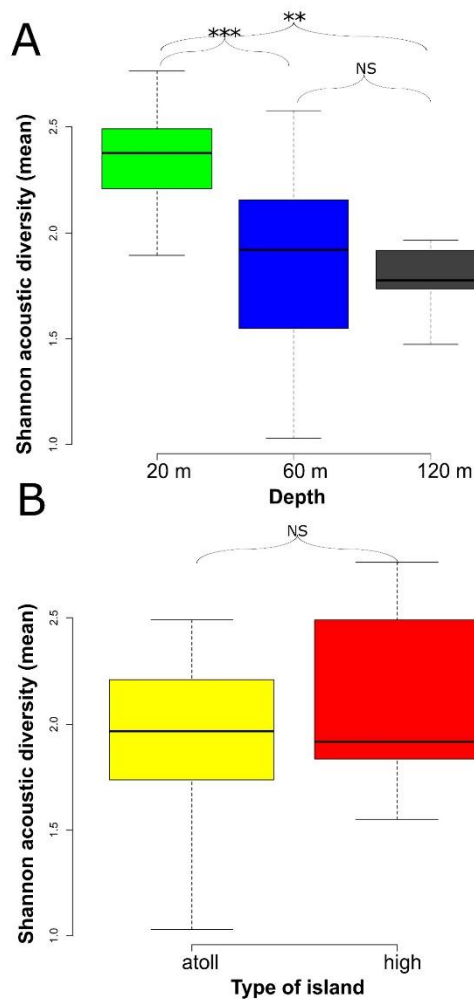 A
***
**
NS
Shannon acoustic diversity (mean)
2.5
2.0
1.5
1.0
20 m 60 m 120 m
Depth
B
NS
Shannon acoustic diversity (mean)
2.5
2.0
1.5
1.0
atoll high
Type of island